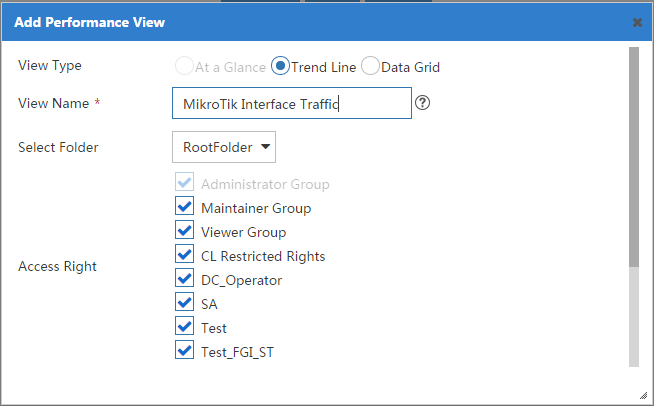 Add Performance View
View Type At a Glance Trend Line Data Grid
View Name * MikroTik Interface Traffic
Select Folder RootFolder
Administrator Group
Maintainer Group
Viewer Group
CL Restricted Rights
Access Right DC_Operator
SA
Test
Test_FGI_ST